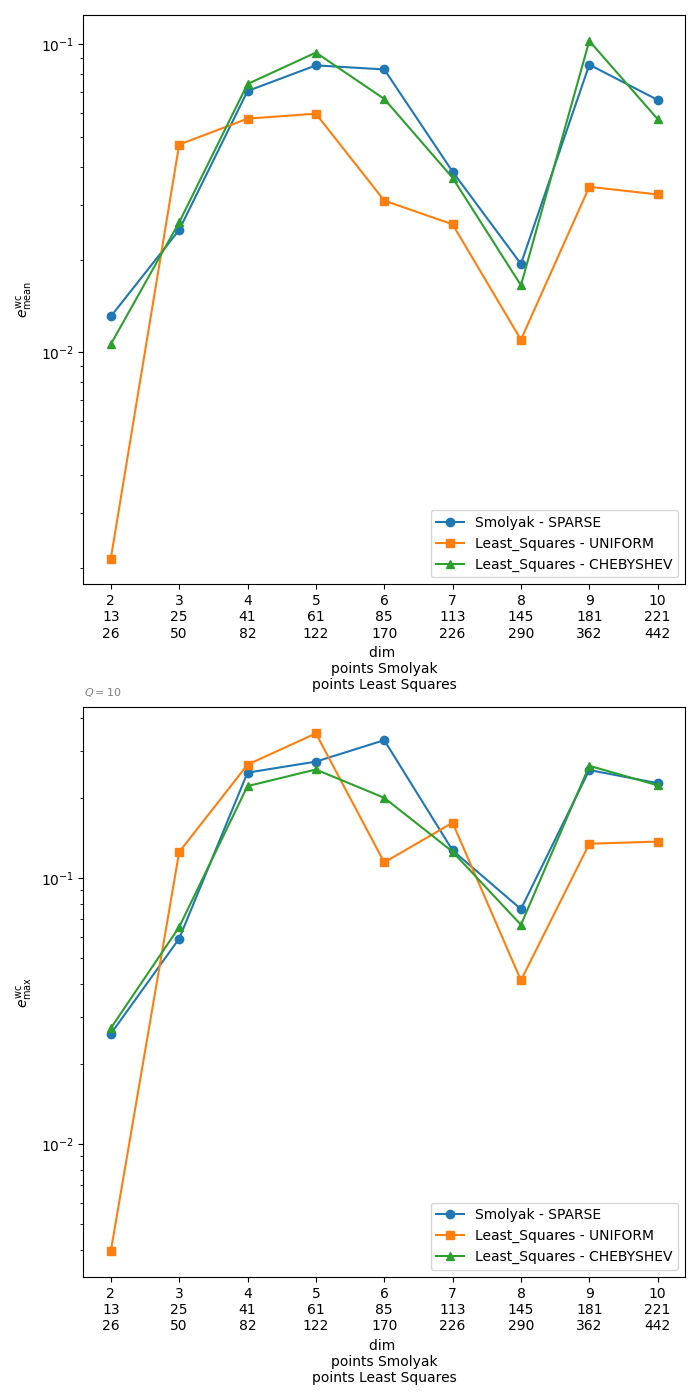 10⁻¹
10⁻²
e^wc_mean
Smolyak - SPARSE
Least_Squares - UNIFORM
Least_Squares - CHEBYSHEV
2 3 4 5 6 7 8 9 10
13 25 41 61 85 113 145 181 221
26 50 82 122 170 226 290 362 442
dim
points Smolyak
points Least Squares
Q = 10
10⁻¹
10⁻²
e^wc_max
Smolyak - SPARSE
Least_Squares - UNIFORM
Least_Squares - CHEBYSHEV
2 3 4 5 6 7 8 9 10
13 25 41 61 85 113 145 181 221
26 50 82 122 170 226 290 362 442
dim
points Smolyak
points Least Squares